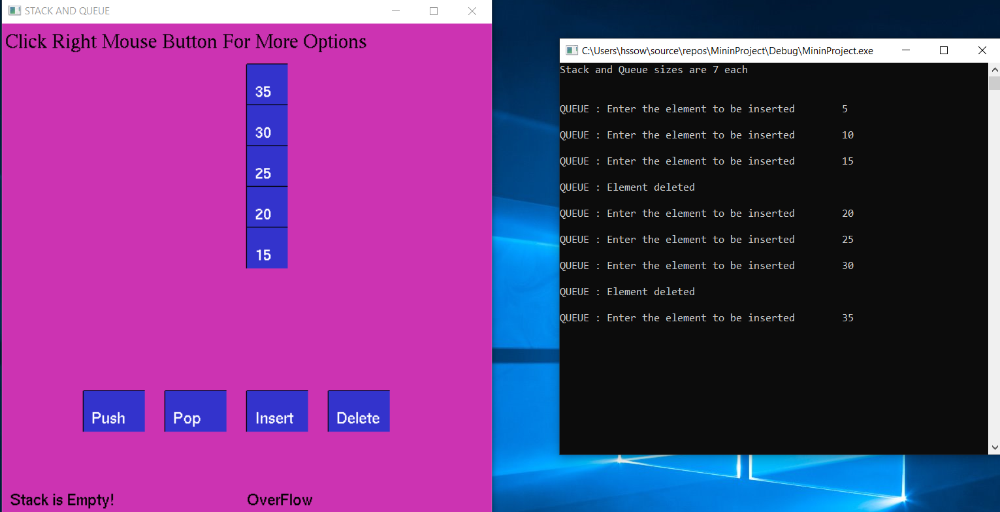 STACK AND QUEUE
Click Right Mouse Button For More Options
35
30
25
20
15
Push Pop Insert Delete
Stack is Empty! OverFlow
C:\Users\hssow\source\repos\MininProject\Debug\MininProject.exe
Stack and Queue sizes are 7 each
QUEUE : Enter the element to be inserted 5
QUEUE : Enter the element to be inserted 10
QUEUE : Enter the element to be inserted 15
QUEUE : Element deleted
QUEUE : Enter the element to be inserted 20
QUEUE : Enter the element to be inserted 25
QUEUE : Enter the element to be inserted 30
QUEUE : Element deleted
QUEUE : Enter the element to be inserted 35